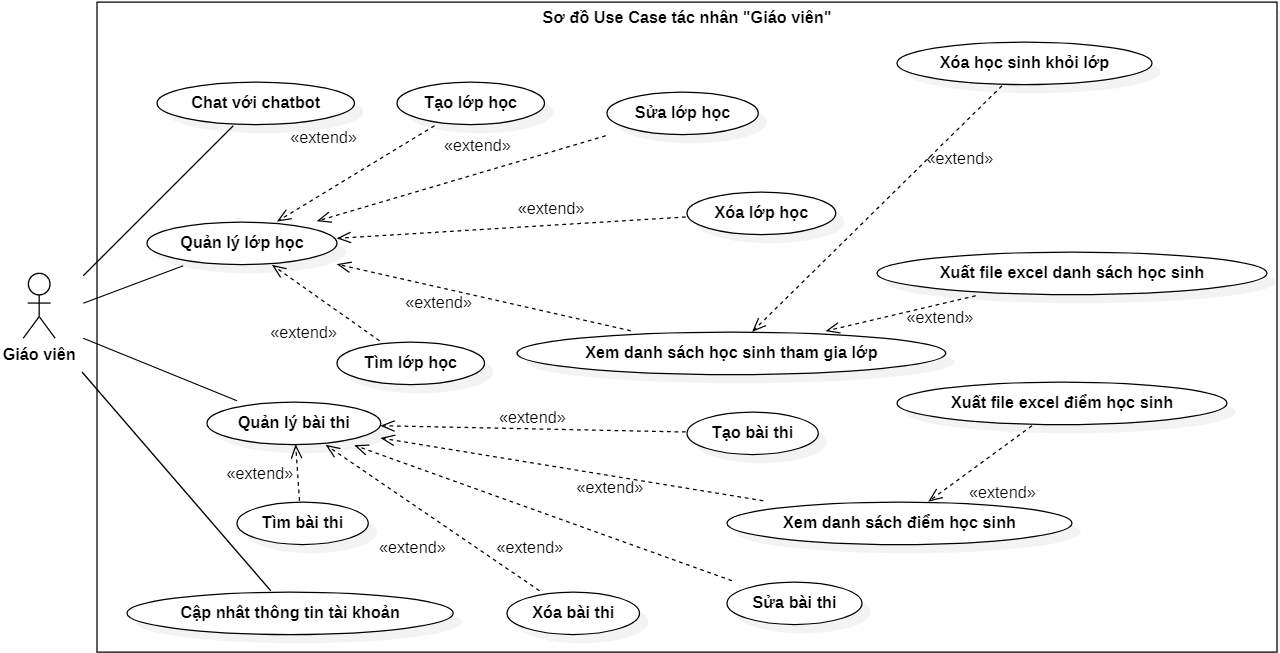 Sơ đồ Use Case tác nhân "Giáo viên"
Xóa học sinh khỏi lớp
Chat với chatbot
Tạo lớp học
Sửa lớp học
«extend»
«extend»
«extend»
Xóa lớp học
«extend»
Quản lý lớp học
Xuất file excel danh sách học sinh
«extend»
«extend»
«extend»
Giáo viên
Tìm lớp học
Xem danh sách học sinh tham gia lớp
Xuất file excel điểm học sinh
Quản lý bài thi
«extend»
Tạo bài thi
«extend»
«extend»
«extend»
Tìm bài thi
Xem danh sách điểm học sinh
«extend»
«extend»
Cập nhât thông tin tài khoản
Xóa bài thi
Sửa bài thi